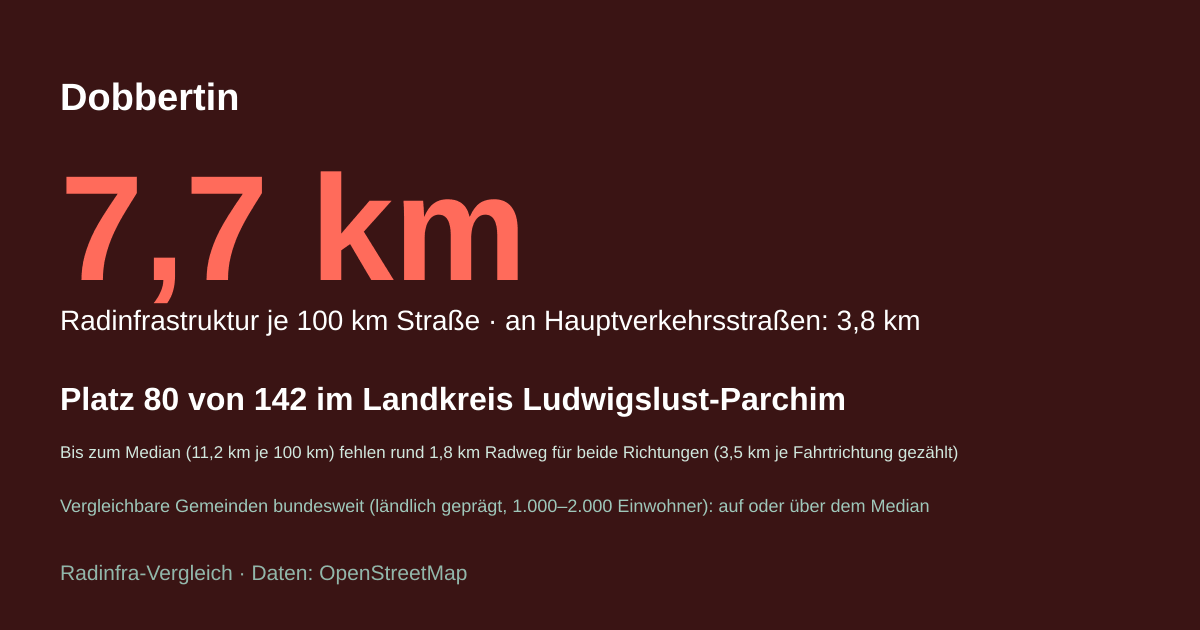 Dobbertin
7,7 km
Radinfrastruktur je 100 km Straße · an Hauptverkehrsstraßen: 3,8 km
Platz 80 von 142 im Landkreis Ludwigslust-Parchim
Bis zum Median (11,2 km je 100 km) fehlen rund 1,8 km Radweg für beide Richtungen (3,5 km je Fahrtrichtung gezählt)
Vergleichbare Gemeinden bundesweit (ländlich geprägt, 1.000–2.000 Einwohner): auf oder über dem Median
Radinfra-Vergleich · Daten: OpenStreetMap